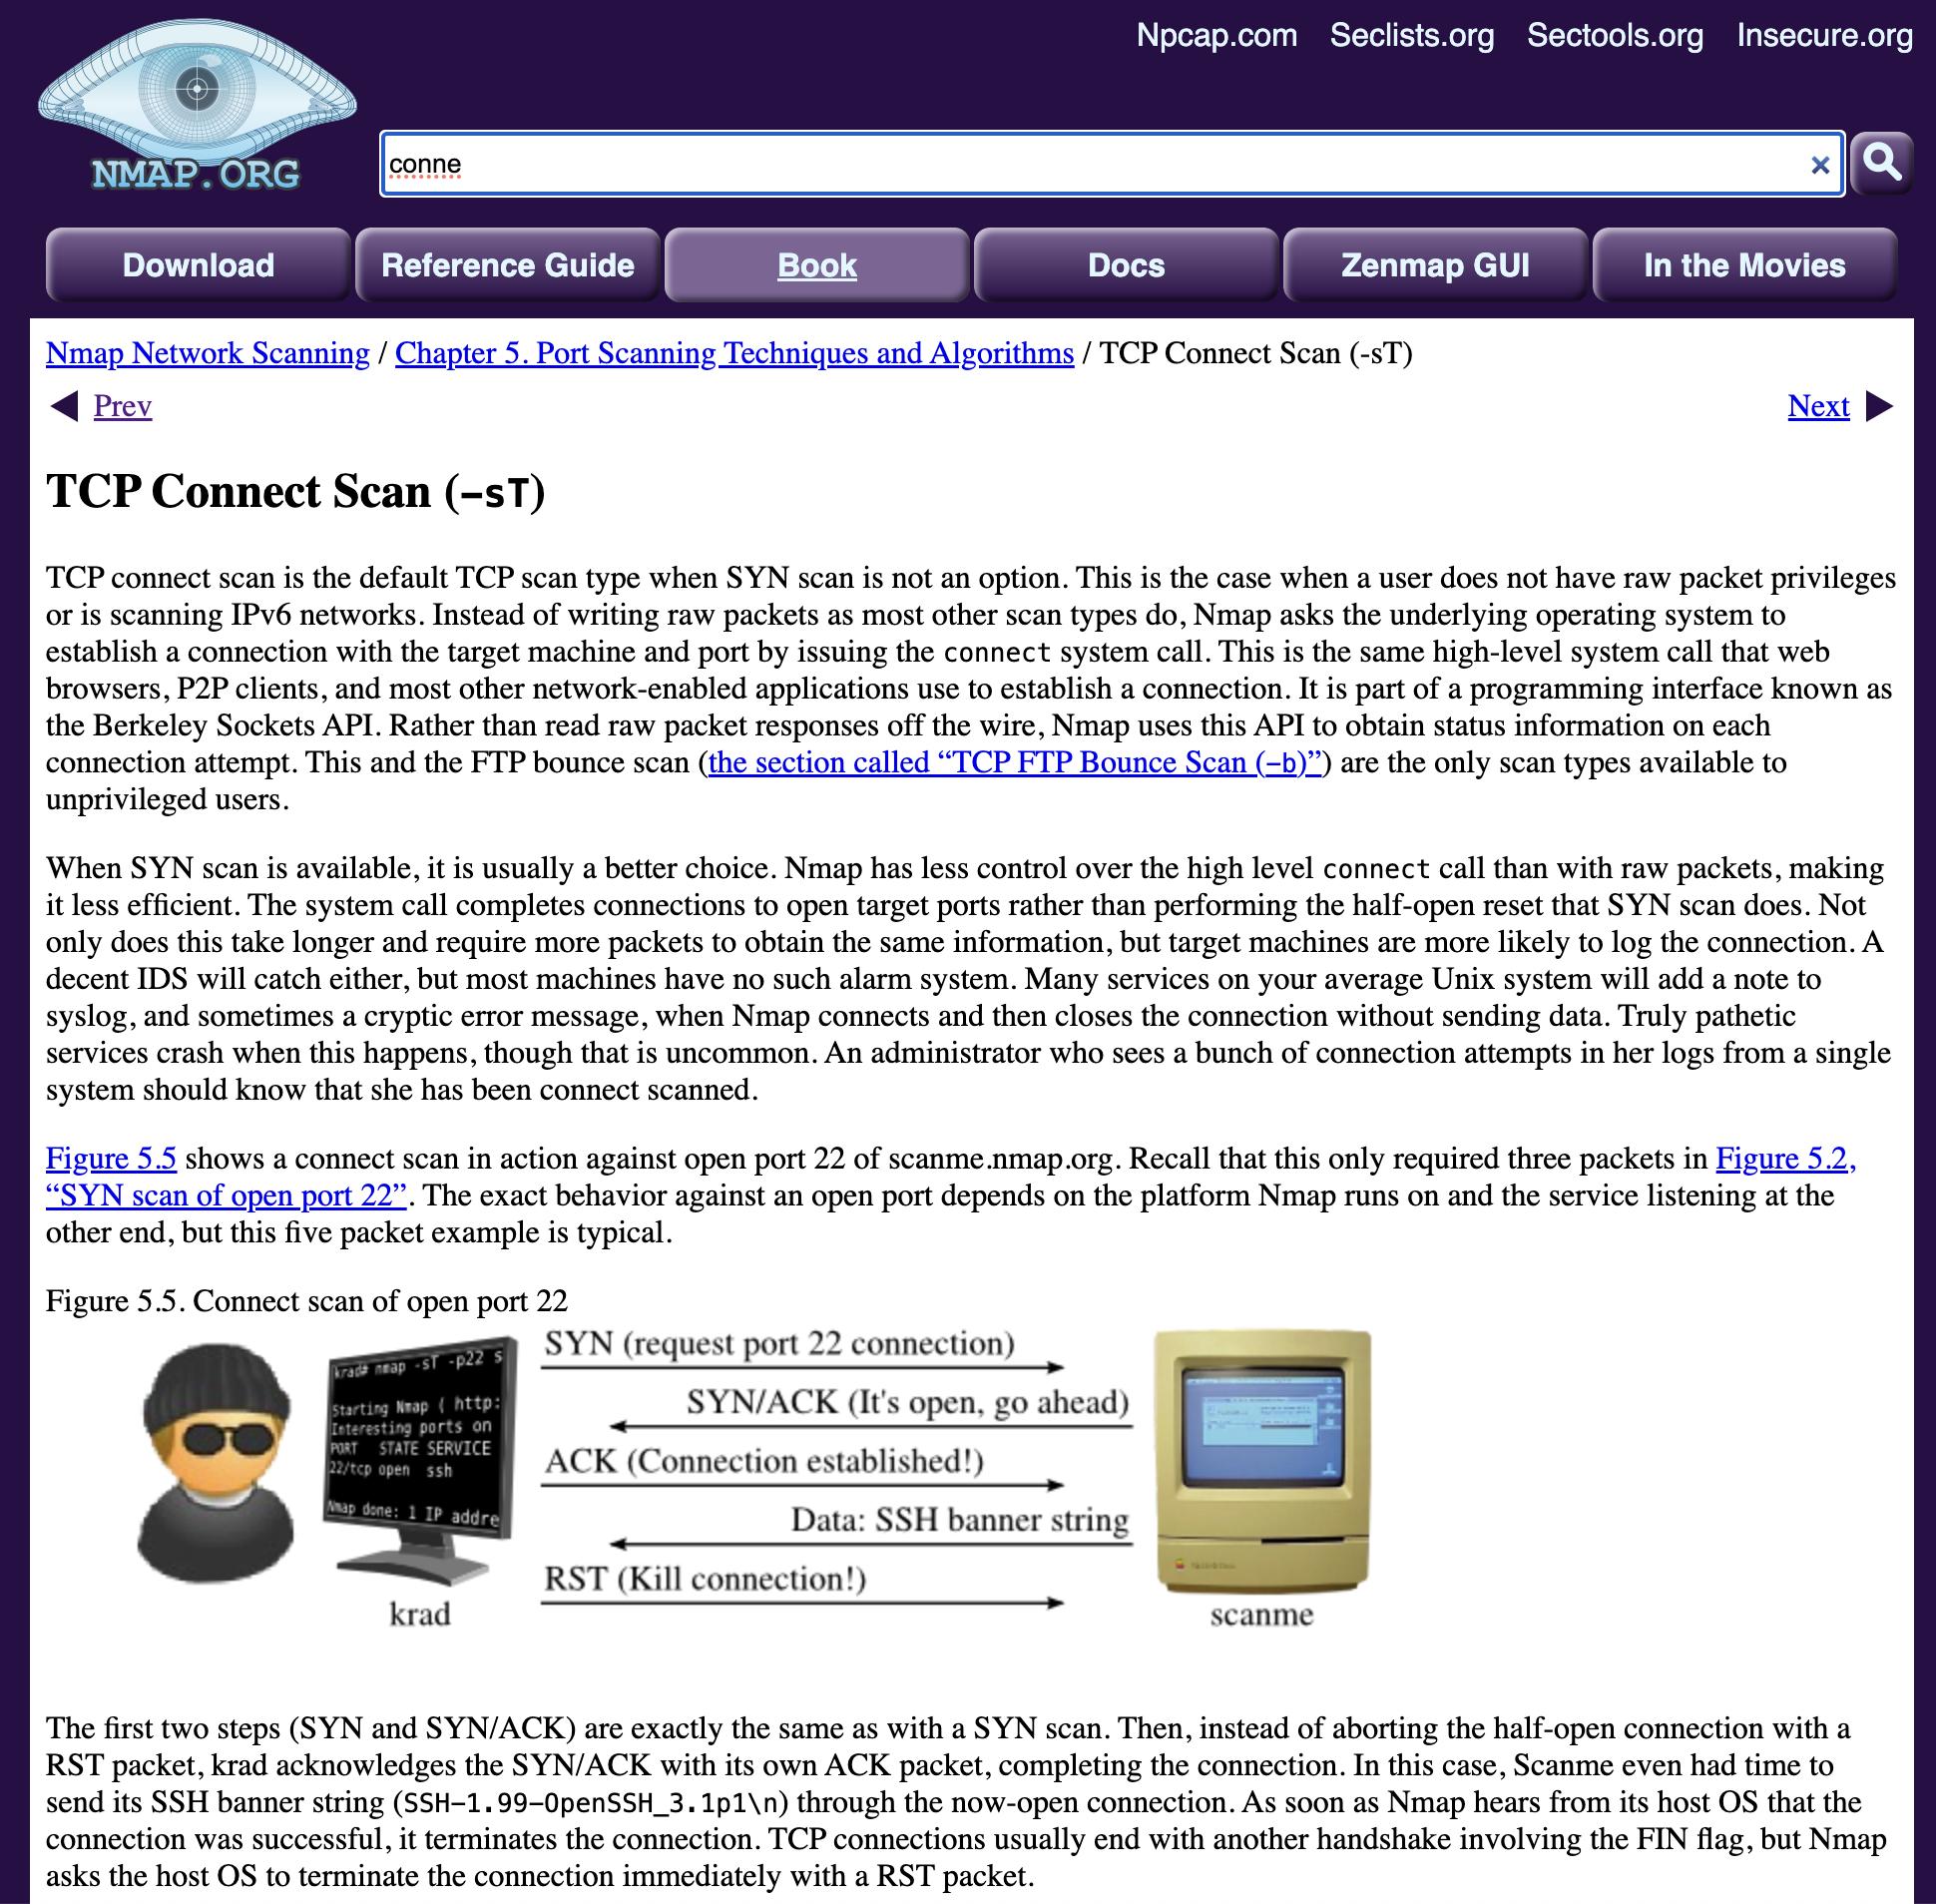 Npcap.com Seclists.org Sectools.org Insecure.org
NMAP.ORG
conne
Download Reference Guide Book Docs Zenmap GUI In the Movies
Nmap Network Scanning / Chapter 5. Port Scanning Techniques and Algorithms / TCP Connect Scan (-sT)
Prev Next
TCP Connect Scan (-sT)
TCP connect scan is the default TCP scan type when SYN scan is not an option. This is the case when a user does not have raw packet privileges
or is scanning IPv6 networks. Instead of writing raw packets as most other scan types do, Nmap asks the underlying operating system to
establish a connection with the target machine and port by issuing the connect system call. This is the same high-level system call that web
browsers, P2P clients, and most other network-enabled applications use to establish a connection. It is part of a programming interface known as
the Berkeley Sockets API. Rather than read raw packet responses off the wire, Nmap uses this API to obtain status information on each
connection attempt. This and the FTP bounce scan (the section called “TCP FTP Bounce Scan (-b)”) are the only scan types available to
unprivileged users.
When SYN scan is available, it is usually a better choice. Nmap has less control over the high level connect call than with raw packets, making
it less efficient. The system call completes connections to open target ports rather than performing the half-open reset that SYN scan does. Not
only does this take longer and require more packets to obtain the same information, but target machines are more likely to log the connection. A
decent IDS will catch either, but most machines have no such alarm system. Many services on your average Unix system will add a note to
syslog, and sometimes a cryptic error message, when Nmap connects and then closes the connection without sending data. Truly pathetic
services crash when this happens, though that is uncommon. An administrator who sees a bunch of connection attempts in her logs from a single
system should know that she has been connect scanned.
Figure 5.5 shows a connect scan in action against open port 22 of scanme.nmap.org. Recall that this only required three packets in Figure 5.2,
“SYN scan of open port 22”. The exact behavior against an open port depends on the platform Nmap runs on and the service listening at the
other end, but this five packet example is typical.
Figure 5.5. Connect scan of open port 22
krad# nmap -sT -p22 s
Starting Nmap ( http:
Interesting ports on
PORT STATE SERVICE
22/tcp open ssh
Nmap done: 1 IP addre
krad
SYN (request port 22 connection)
SYN/ACK (It's open, go ahead)
ACK (Connection established!)
Data: SSH banner string
RST (Kill connection!)
scanme
The first two steps (SYN and SYN/ACK) are exactly the same as with a SYN scan. Then, instead of aborting the half-open connection with a
RST packet, krad acknowledges the SYN/ACK with its own ACK packet, completing the connection. In this case, Scanme even had time to
send its SSH banner string (SSH-1.99-OpenSSH_3.1p1\n) through the now-open connection. As soon as Nmap hears from its host OS that the
connection was successful, it terminates the connection. TCP connections usually end with another handshake involving the FIN flag, but Nmap
asks the host OS to terminate the connection immediately with a RST packet.